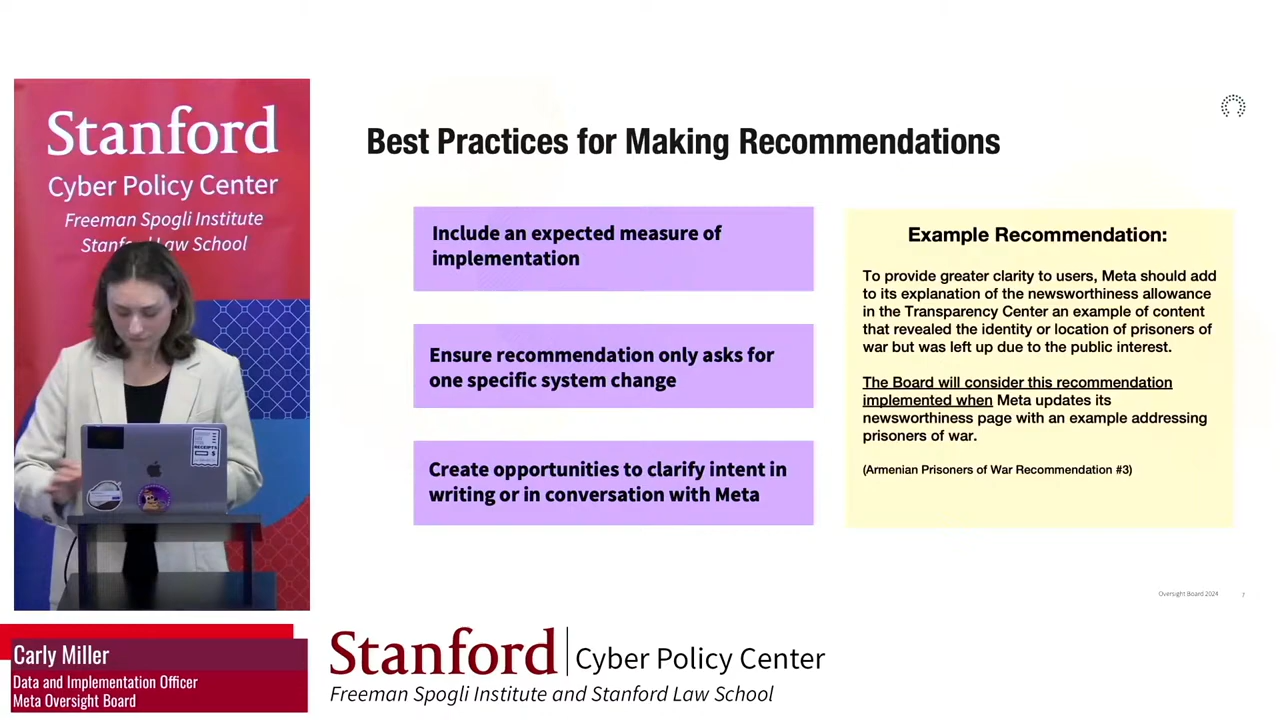 Stanford
Cyber Policy Center
Freeman Spogli Institute
Stanford Law School
Best Practices for Making Recommendations
Include an expected measure of
implementation
Ensure recommendation only asks for
one specific system change
Create opportunities to clarify intent in
writing or in conversation with Meta
Example Recommendation:
To provide greater clarity to users, Meta should add
to its explanation of the newsworthiness allowance
in the Transparency Center an example of content
that revealed the identity or location of prisoners of
war but was left up due to the public interest.
The Board will consider this recommendation
implemented when Meta updates its
newsworthiness page with an example addressing
prisoners of war.
(Armenian Prisoners of War Recommendation #3)
Oversight Board 2024 7
RECEIPTS
Carly Miller
Data and Implementation Officer
Meta Oversight Board
Stanford Cyber Policy Center
Freeman Spogli Institute and Stanford Law School